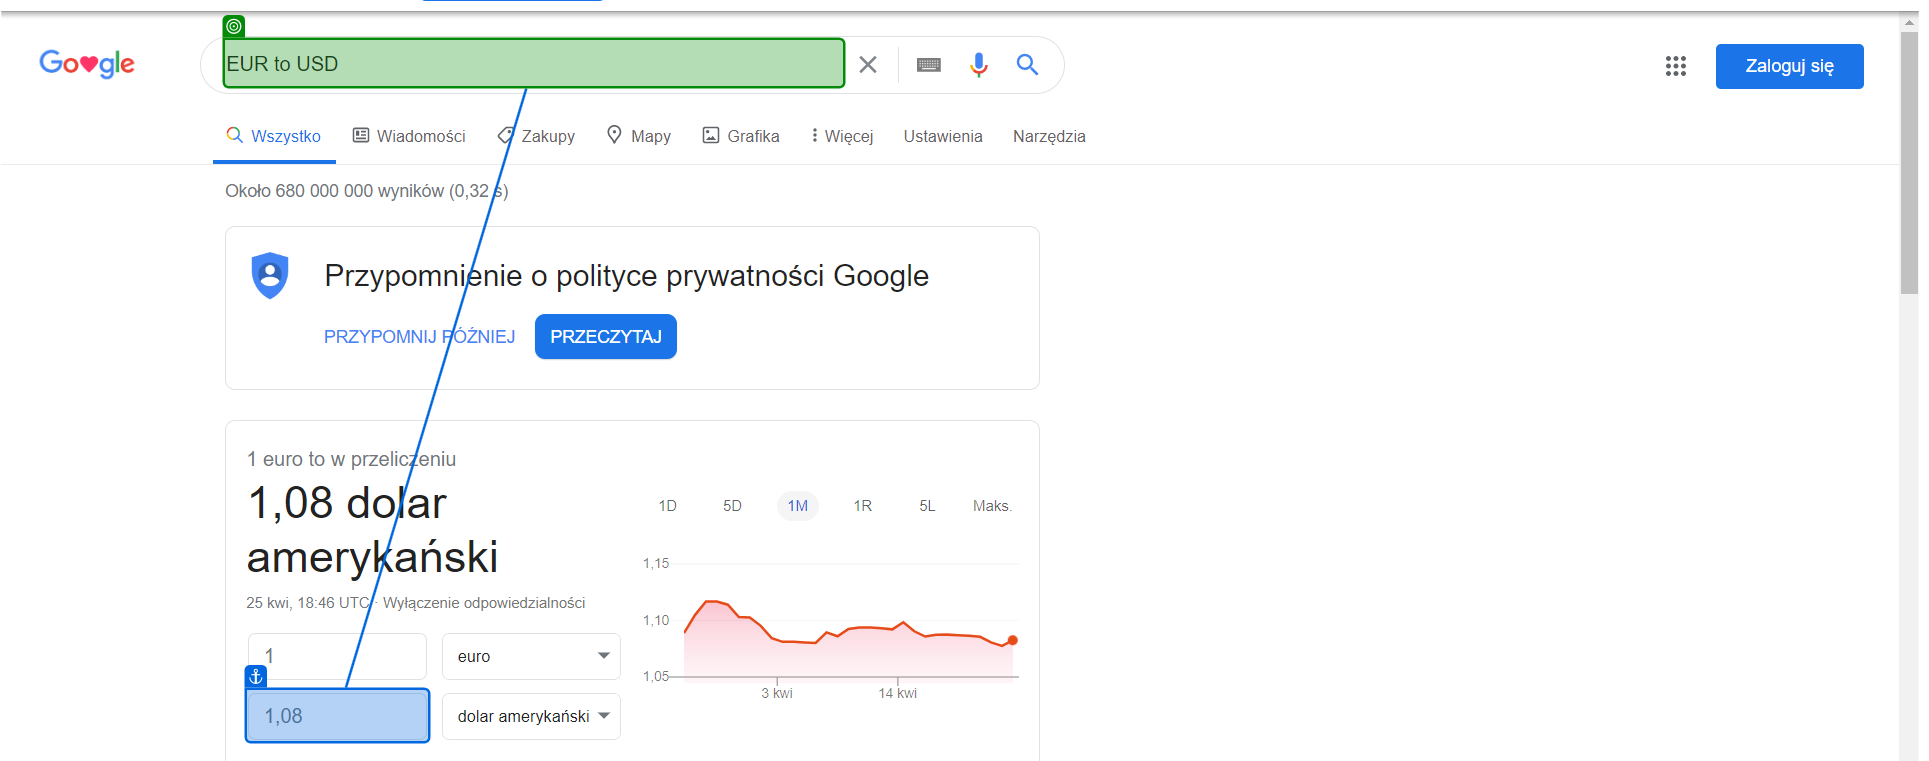 Google
EUR to USD
Zaloguj się
Wszystko Wiadomości Zakupy Mapy Grafika Więcej Ustawienia Narzędzia
Około 680 000 000 wyników (0,32 s)
Przypomnienie o polityce prywatności Google
PRZYPOMNIJ PÓŹNIEJ PRZECZYTAJ
1 euro to w przeliczeniu
1,08 dolar
amerykański
25 kwi, 18:46 UTC · Wyłączenie odpowiedzialności
1 euro
1,08 dolar amerykański
1D 5D 1M 1R 5L Maks.
1,15
1,10
1,05
3 kwi 14 kwi